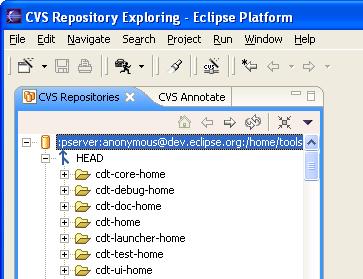 CVS Repository Exploring - Eclipse Platform
File Edit Navigate Search Project Run Window Help
CVS Repositories CVS Annotate
:pserver:anonymous@dev.eclipse.org:/home/tools
HEAD
cdt-core-home
cdt-debug-home
cdt-doc-home
cdt-home
cdt-launcher-home
cdt-test-home
cdt-ui-home